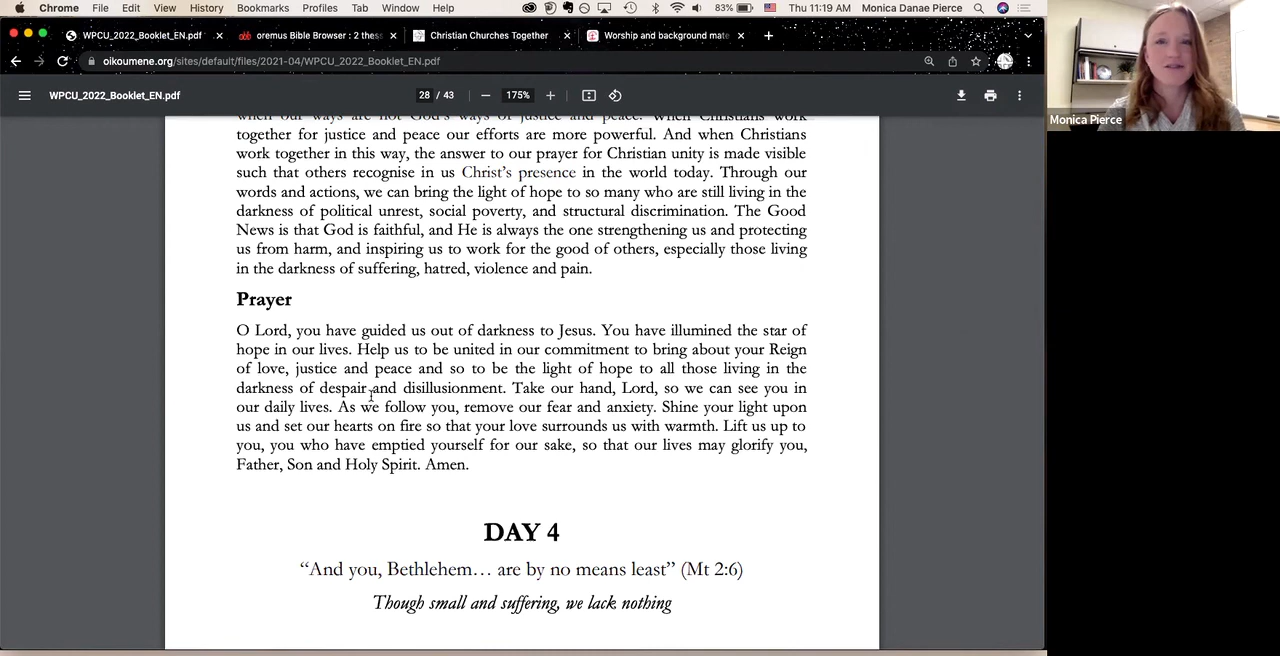 Chrome File Edit View History Bookmarks Profiles Tab Window Help 83% Thu 11:19 AM Monica Danae Pierce
WPCU_2022_Booklet_EN.pdf oremus Bible Browser : 2 thess Christian Churches Together Worship and background mate
oikoumene.org/sites/default/files/2021-04/WPCU_2022_Booklet_EN.pdf
WPCU_2022_Booklet_EN.pdf 28 / 43 175%
Monica Pierce
when our ways are not God's ways of justice and peace. When Christians work
together for justice and peace our efforts are more powerful. And when Christians
work together in this way, the answer to our prayer for Christian unity is made visible
such that others recognise in us Christ's presence in the world today. Through our
words and actions, we can bring the light of hope to so many who are still living in the
darkness of political unrest, social poverty, and structural discrimination. The Good
News is that God is faithful, and He is always the one strengthening us and protecting
us from harm, and inspiring us to work for the good of others, especially those living
in the darkness of suffering, hatred, violence and pain.
Prayer
O Lord, you have guided us out of darkness to Jesus. You have illumined the star of
hope in our lives. Help us to be united in our commitment to bring about your Reign
of love, justice and peace and so to be the light of hope to all those living in the
darkness of despair and disillusionment. Take our hand, Lord, so we can see you in
our daily lives. As we follow you, remove our fear and anxiety. Shine your light upon
us and set our hearts on fire so that your love surrounds us with warmth. Lift us up to
you, you who have emptied yourself for our sake, so that our lives may glorify you,
Father, Son and Holy Spirit. Amen.
DAY 4
“And you, Bethlehem… are by no means least” (Mt 2:6)
Though small and suffering, we lack nothing